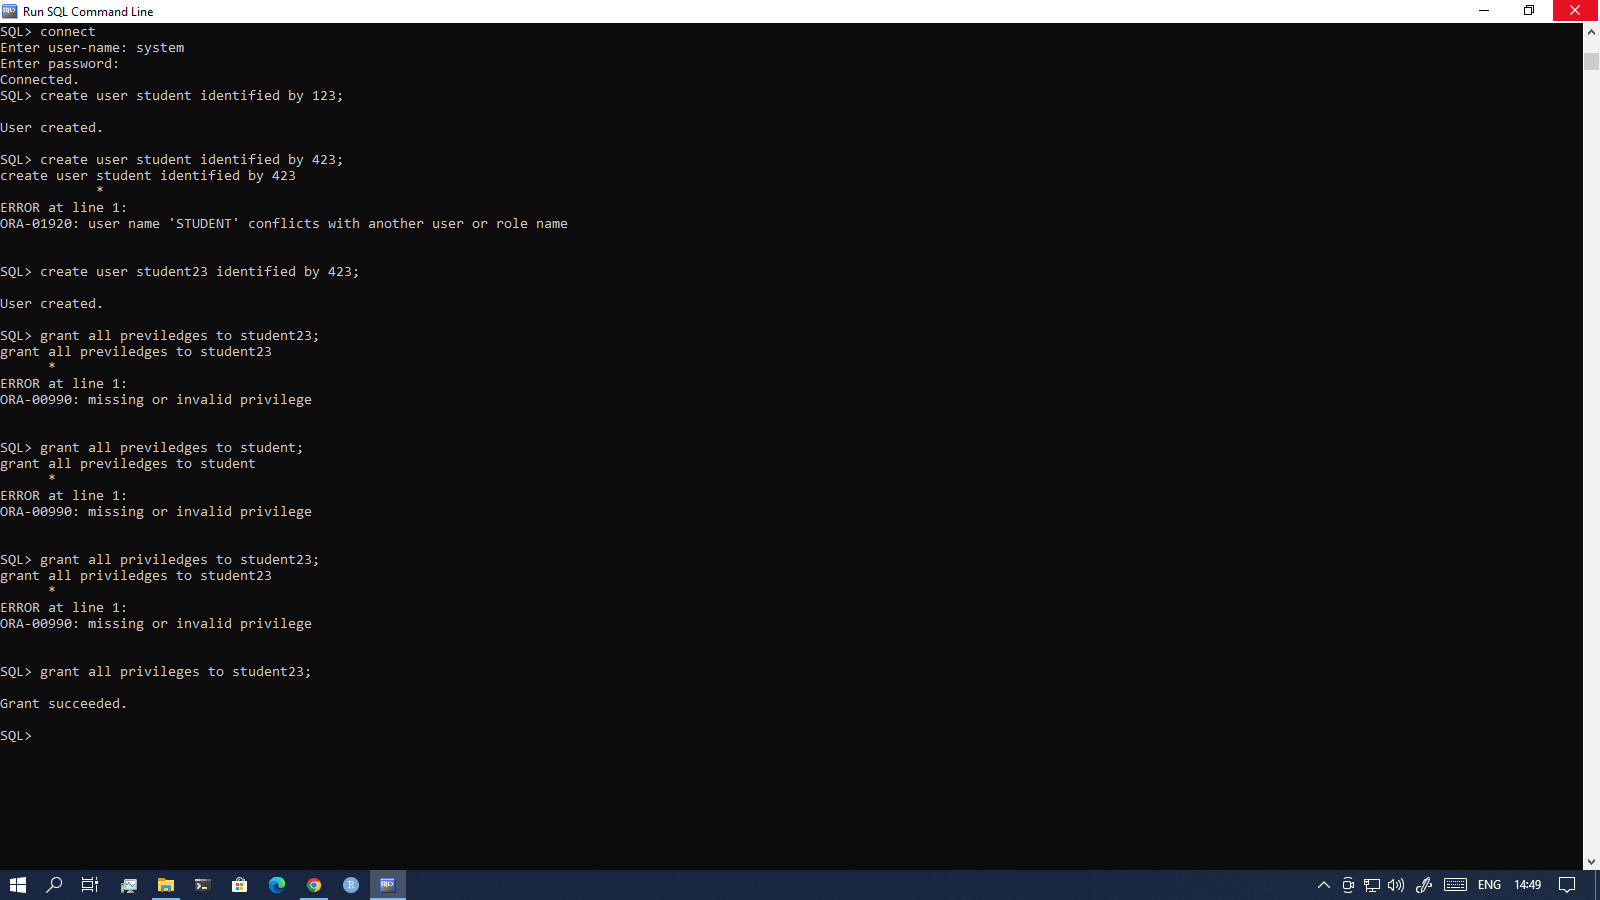 Run SQL Command Line
SQL> connect
Enter user-name: system
Enter password:
Connected.
SQL> create user student identified by 123;
User created.
SQL> create user student identified by 423;
create user student identified by 423
*
ERROR at line 1:
ORA-01920: user name 'STUDENT' conflicts with another user or role name
SQL> create user student23 identified by 423;
User created.
SQL> grant all previledges to student23;
grant all previledges to student23
*
ERROR at line 1:
ORA-00990: missing or invalid privilege
SQL> grant all previledges to student;
grant all previledges to student
*
ERROR at line 1:
ORA-00990: missing or invalid privilege
SQL> grant all priviledges to student23;
grant all priviledges to student23
*
ERROR at line 1:
ORA-00990: missing or invalid privilege
SQL> grant all privileges to student23;
Grant succeeded.
SQL>
ENG 14:49